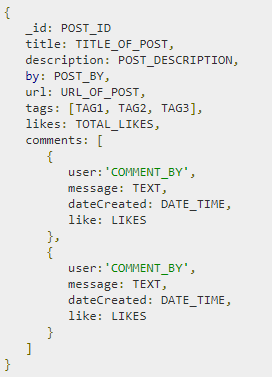 {
_id: POST_ID
title: TITLE_OF_POST,
description: POST_DESCRIPTION,
by: POST_BY,
url: URL_OF_POST,
tags: [TAG1, TAG2, TAG3],
likes: TOTAL_LIKES,
comments: [
{
user:'COMMENT_BY',
message: TEXT,
dateCreated: DATE_TIME,
like: LIKES
},
{
user:'COMMENT_BY',
message: TEXT,
dateCreated: DATE_TIME,
like: LIKES
}
]
}